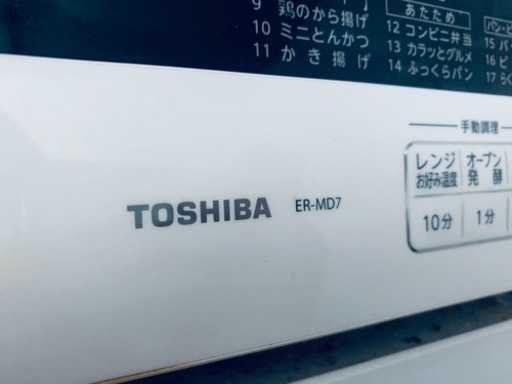 9 鶏のから揚げ
10 ミニとんかつ
11 かき揚げ
あたため
12 コンビニ弁当
13 カラッとグルメ
14 ふっくらパン
15
16
17
手動調理
レンジ
お好み温度
オーブン
発酵
10分
1分
TOSHIBA ER-MD7